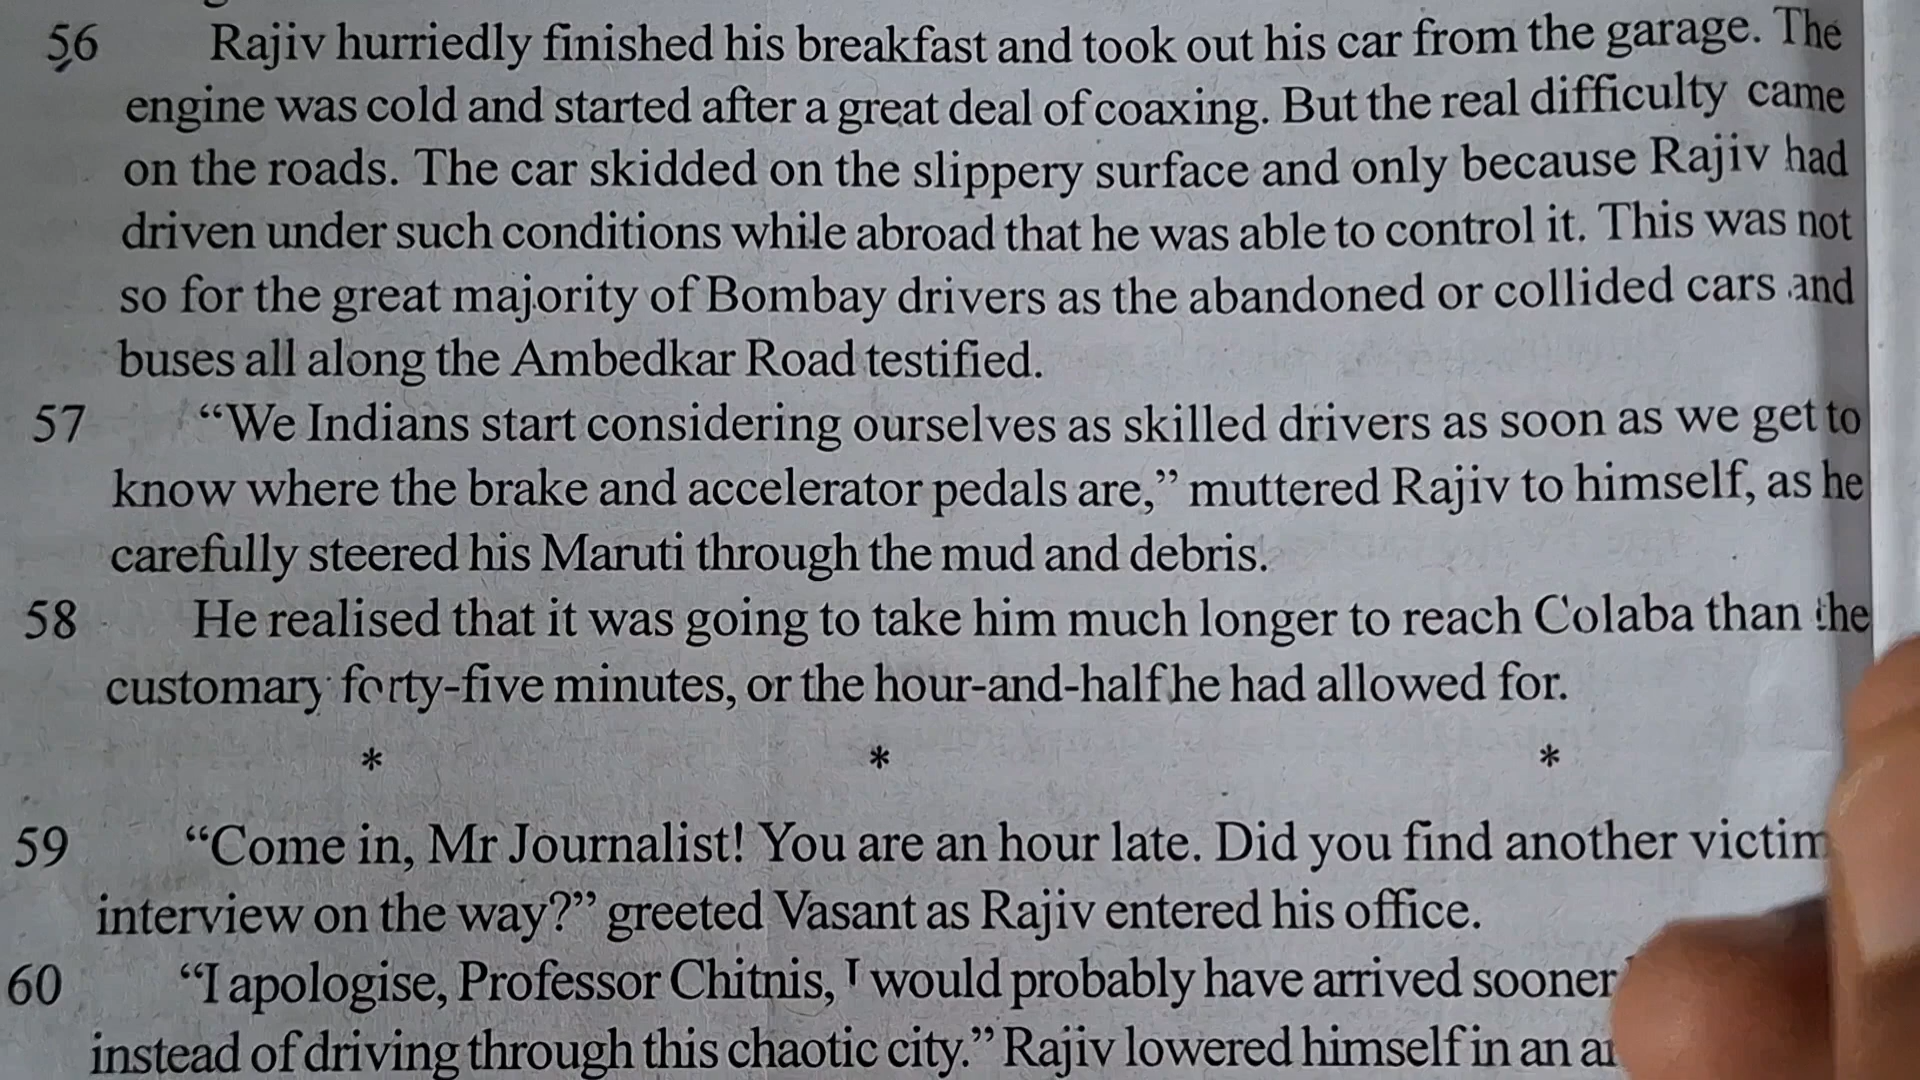 56 Rajiv hurriedly finished his breakfast and took out his car from the garage. The
engine was cold and started after a great deal of coaxing. But the real difficulty came
on the roads. The car skidded on the slippery surface and only because Rajiv had
driven under such conditions while abroad that he was able to control it. This was not
so for the great majority of Bombay drivers as the abandoned or collided cars and
buses all along the Ambedkar Road testified.
57 “We Indians start considering ourselves as skilled drivers as soon as we get to
know where the brake and accelerator pedals are,” muttered Rajiv to himself, as he
carefully steered his Maruti through the mud and debris.
58 He realised that it was going to take him much longer to reach Colaba than the
customary forty-five minutes, or the hour-and-half he had allowed for.
* * *
59 “Come in, Mr Journalist! You are an hour late. Did you find another victim
interview on the way?” greeted Vasant as Rajiv entered his office.
60 “I apologise, Professor Chitnis, I would probably have arrived sooner
instead of driving through this chaotic city.” Rajiv lowered himself in an